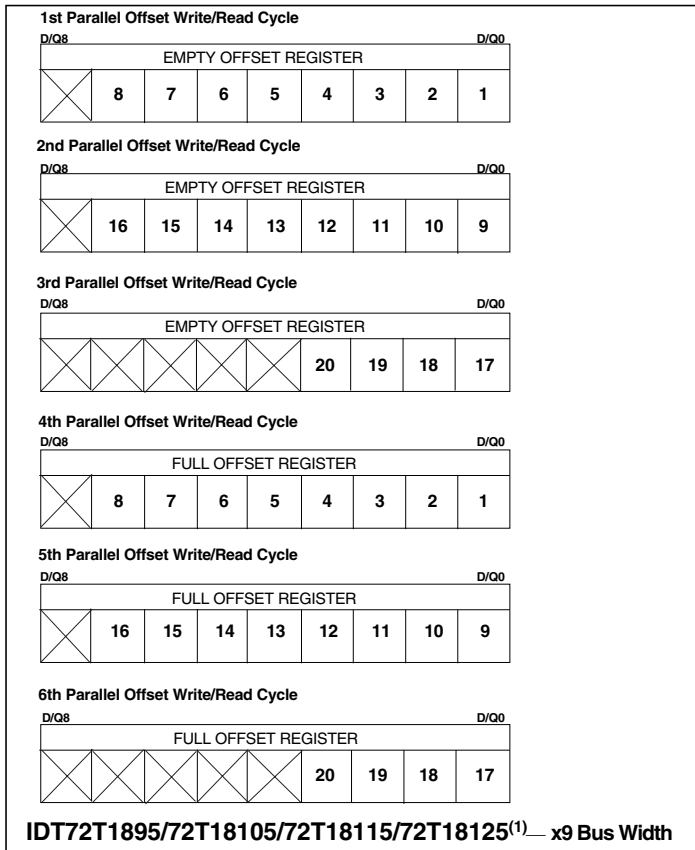 1st Parallel Offset Write/Read Cycle
D/Q8 D/Q0
EMPTY OFFSET REGISTER
8 7 6 5 4 3 2 1
2nd Parallel Offset Write/Read Cycle
D/Q8 D/Q0
EMPTY OFFSET REGISTER
16 15 14 13 12 11 10 9
3rd Parallel Offset Write/Read Cycle
D/Q8 D/Q0
EMPTY OFFSET REGISTER
20 19 18 17
4th Parallel Offset Write/Read Cycle
D/Q8 D/Q0
FULL OFFSET REGISTER
8 7 6 5 4 3 2 1
5th Parallel Offset Write/Read Cycle
D/Q8 D/Q0
FULL OFFSET REGISTER
16 15 14 13 12 11 10 9
6th Parallel Offset Write/Read Cycle
D/Q8 D/Q0
FULL OFFSET REGISTER
20 19 18 17
IDT72T1895/72T18105/72T18115/72T18125(1)— x9 Bus Width